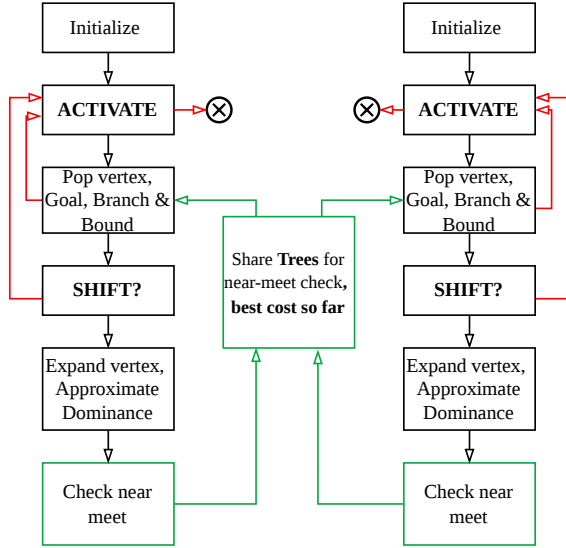 Initialize
ACTIVATE
Pop vertex,
Goal, Branch &
Bound
SHIFT?
Expand vertex,
Approximate
Dominance
Check near
meet
Share Trees for
near-meet check,
best cost so far
Initialize
ACTIVATE
Pop vertex,
Goal, Branch &
Bound
SHIFT?
Expand vertex,
Approximate
Dominance
Check near
meet